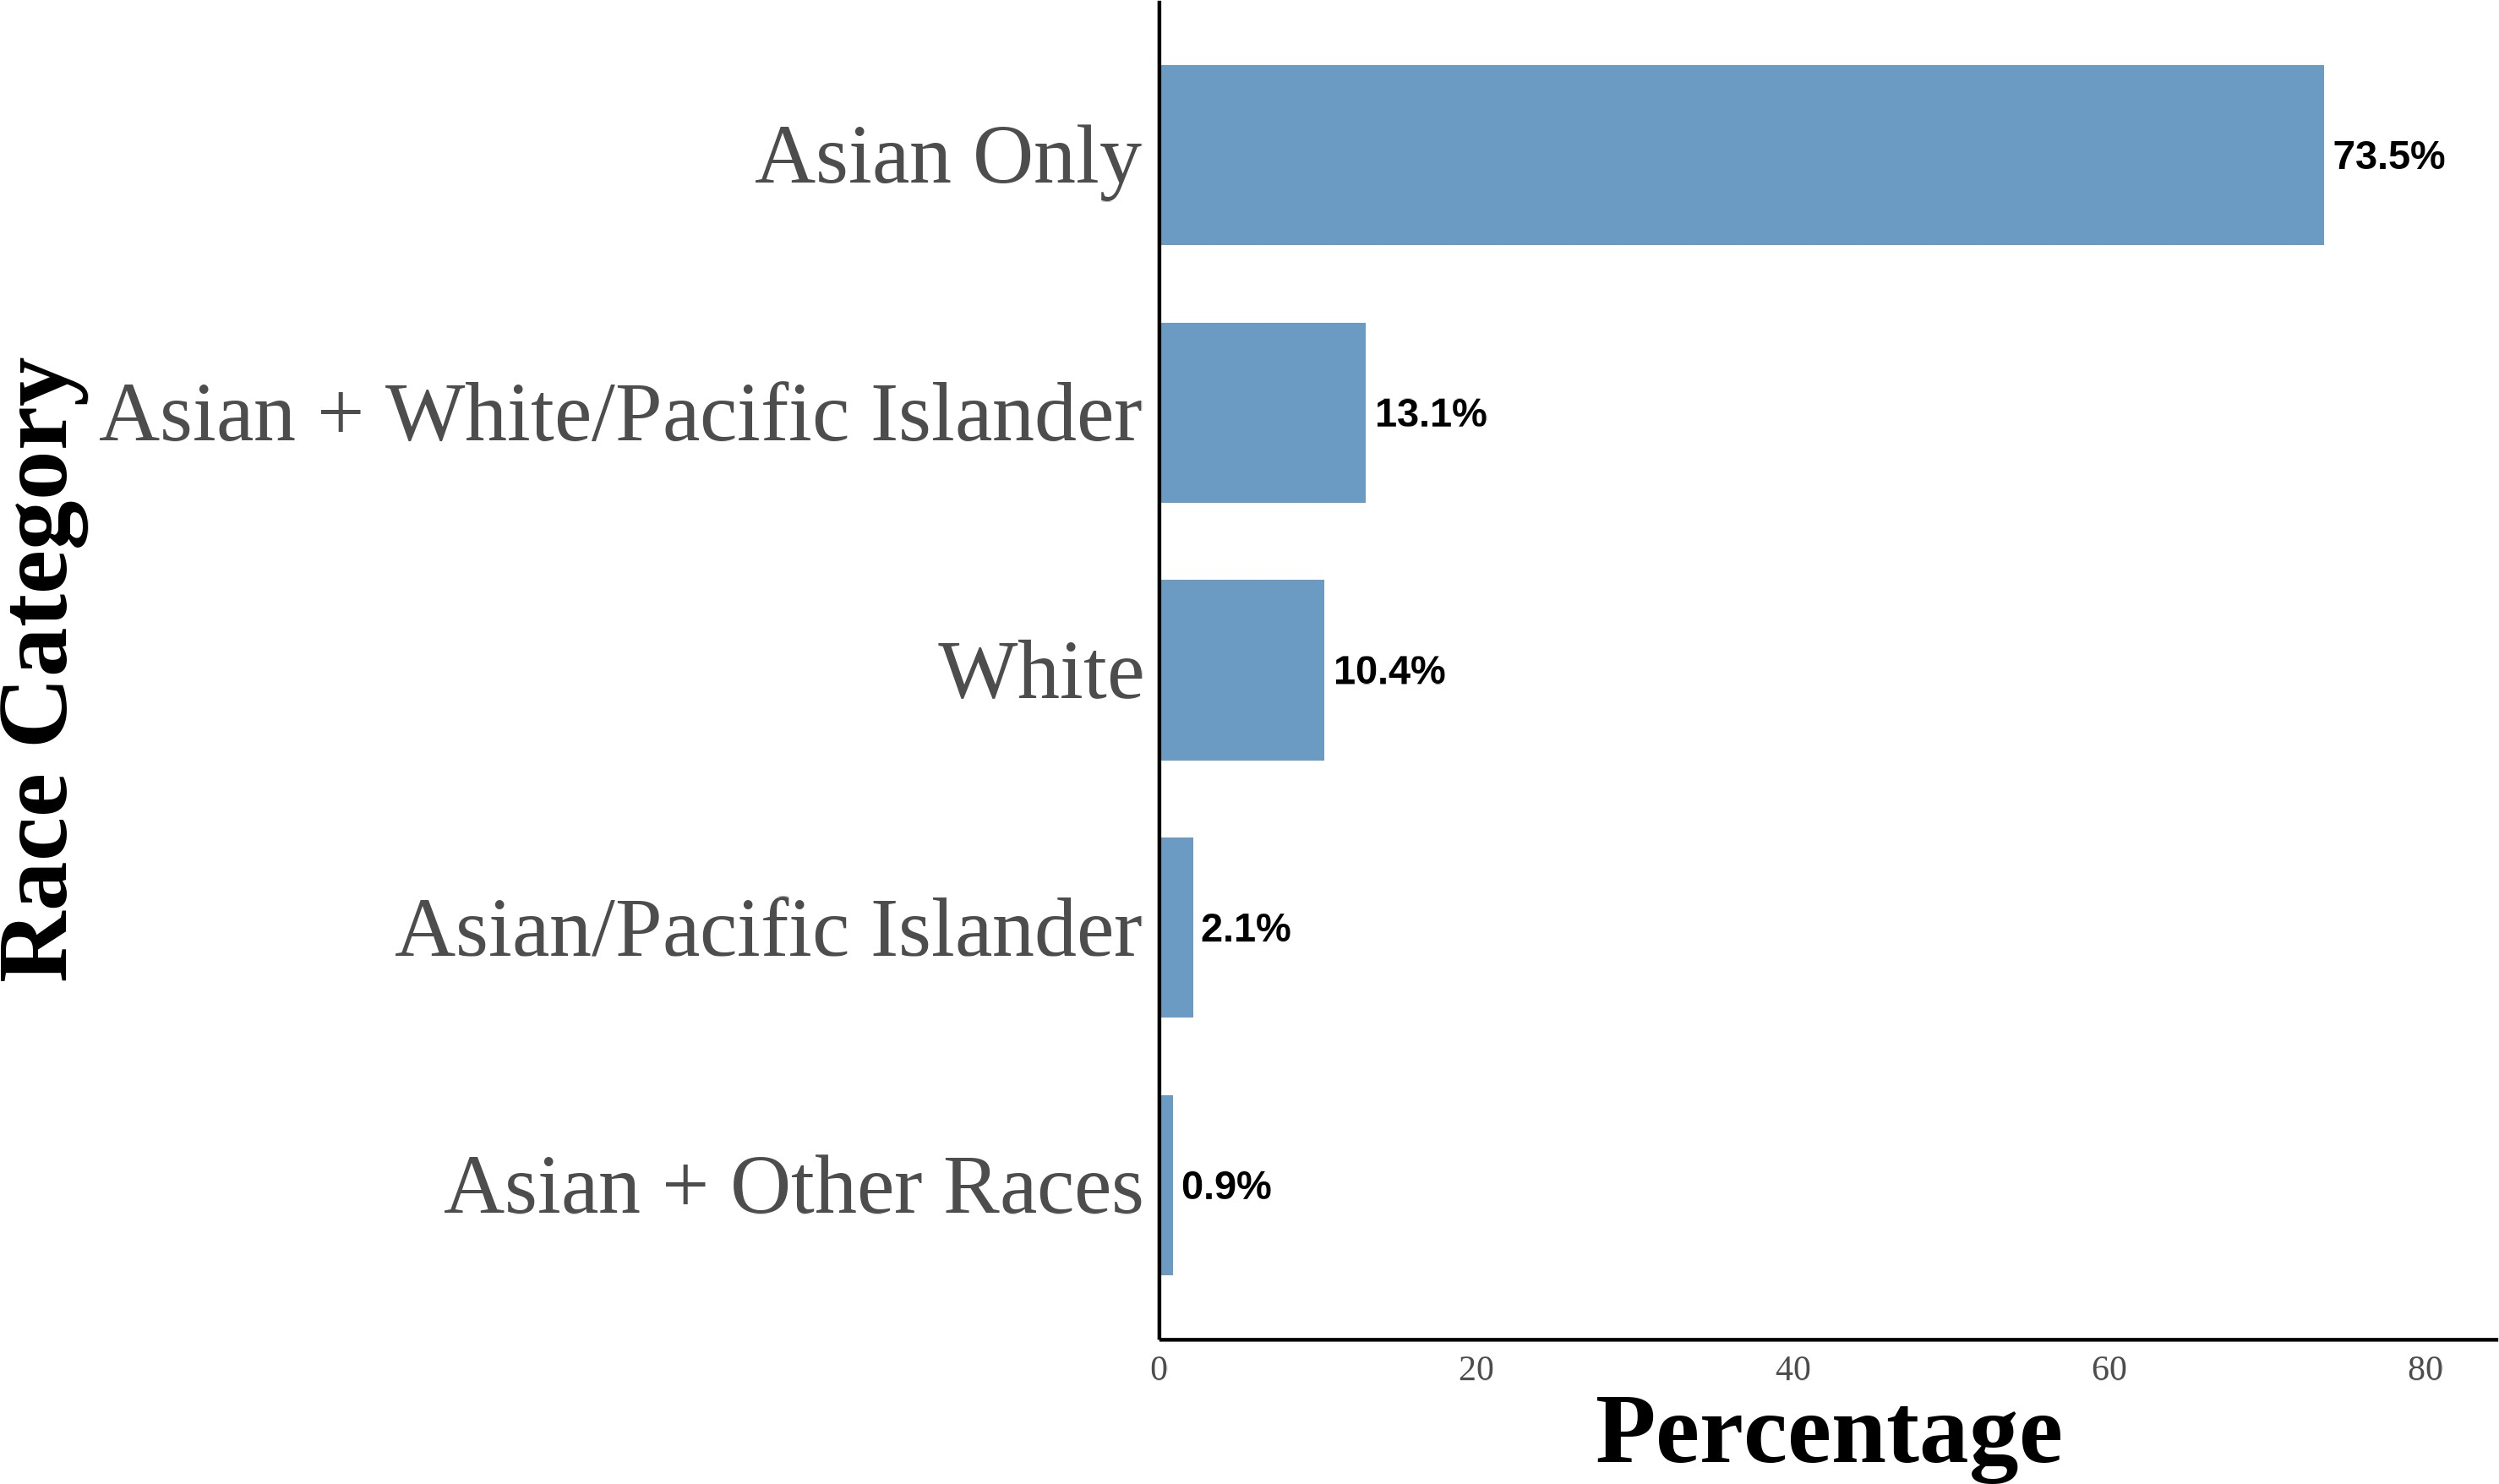 Asian Only
73.5%
Asian + White/Pacific Islander
13.1%
White
10.4%
Asian/Pacific Islander
2.1%
Asian + Other Races
0.9%
Race Category
0 20 40 60 80
Percentage